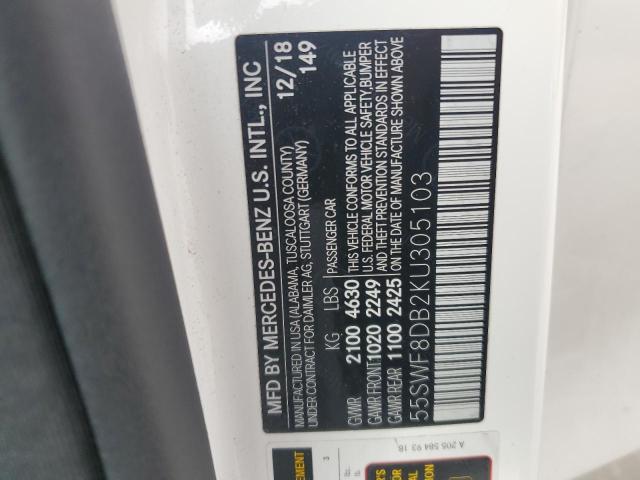 MFD BY MERCEDES-BENZ U.S. INTL., INC
12/18
MANUFACTURED IN USA (ALABAMA, TUSCALOOSA COUNTY)
149
UNDER CONTRACT FOR DAIMLER AG, STUTTGART (GERMANY)
KG LBS PASSENGER CAR
GVWR 2100 4630 THIS VEHICLE CONFORMS TO ALL APPLICABLE
GAWR FRONT 1020 2249 U.S. FEDERAL MOTOR VEHICLE SAFETY, BUMPER
GAWR REAR 1100 2425 AND THEFT PREVENTION STANDARDS IN EFFECT
ON THE DATE OF MANUFACTURE SHOWN ABOVE
55SWF8DB2KU305103
A 205 584 93 18